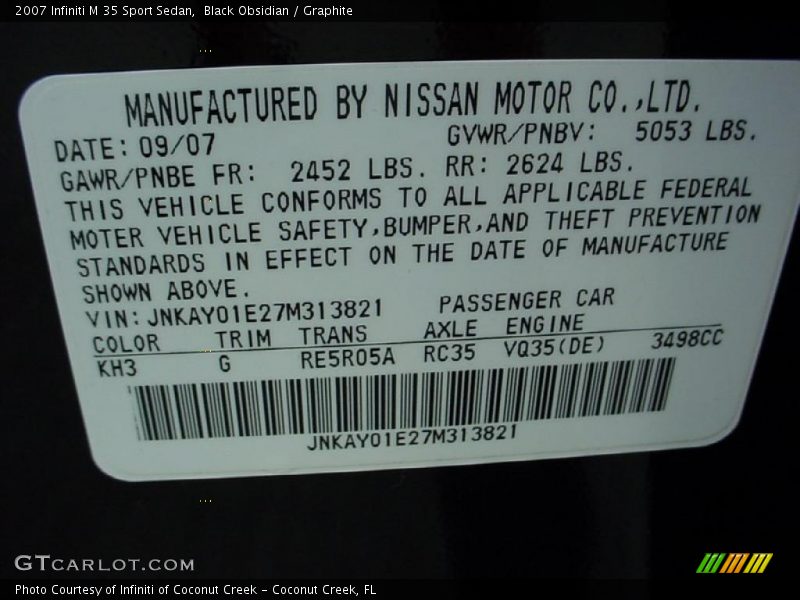 2007 Infiniti M 35 Sport Sedan,  Black Obsidian / Graphite
MANUFACTURED BY NISSAN MOTOR CO.,LTD.
DATE: 09/07 GVWR/PNBV: 5053 LBS.
GAWR/PNBE FR: 2452 LBS. RR: 2624 LBS.
THIS VEHICLE CONFORMS TO ALL APPLICABLE FEDERAL
MOTER VEHICLE SAFETY,BUMPER,AND THEFT PREVENTION
STANDARDS IN EFFECT ON THE DATE OF MANUFACTURE
SHOWN ABOVE.
VIN: JNKAY01E27M313821 PASSENGER CAR
COLOR TRIM TRANS AXLE ENGINE
KH3 G RE5R05A RC35 VQ35(DE) 3498CC
JNKAY01E27M313821
GTCARLOT.COM
Photo Courtesy of Infiniti of Coconut Creek - Coconut Creek, FL